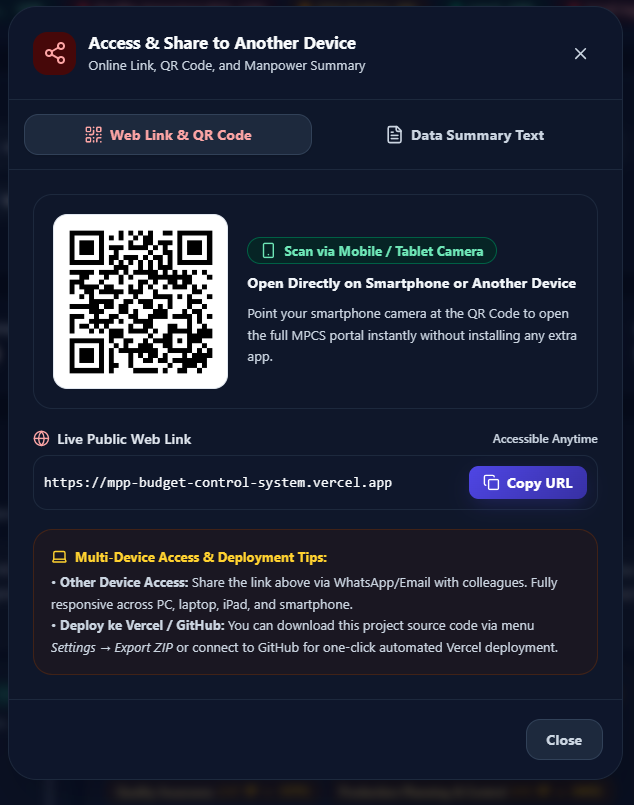 Access & Share to Another Device
Online Link, QR Code, and Manpower Summary
Web Link & QR Code
Data Summary Text
Scan via Mobile / Tablet Camera
Open Directly on Smartphone or Another Device
Point your smartphone camera at the QR Code to open
the full MPCS portal instantly without installing any extra
app.
Live Public Web Link
Accessible Anytime
https://mpp-budget-control-system.vercel.app
Copy URL
Multi-Device Access & Deployment Tips:
• Other Device Access: Share the link above via WhatsApp/Email with colleagues. Fully
responsive across PC, laptop, iPad, and smartphone.
• Deploy ke Vercel / GitHub: You can download this project source code via menu
Settings → Export ZIP or connect to GitHub for one-click automated Vercel deployment.
Close